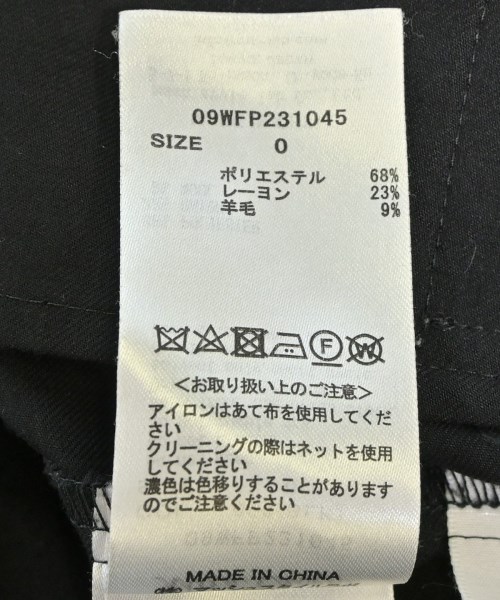 09WFP231045
SIZE 0
ポリエステル 68%
レーヨン 23%
羊毛 9%
F W
<お取り扱い上のご注意>
アイロンはあて布を使用してくだ
さい
クリーニングの際はネットを使用
してください
濃色は色移りすることがあります
のでご注意ください
MADE IN CHINA